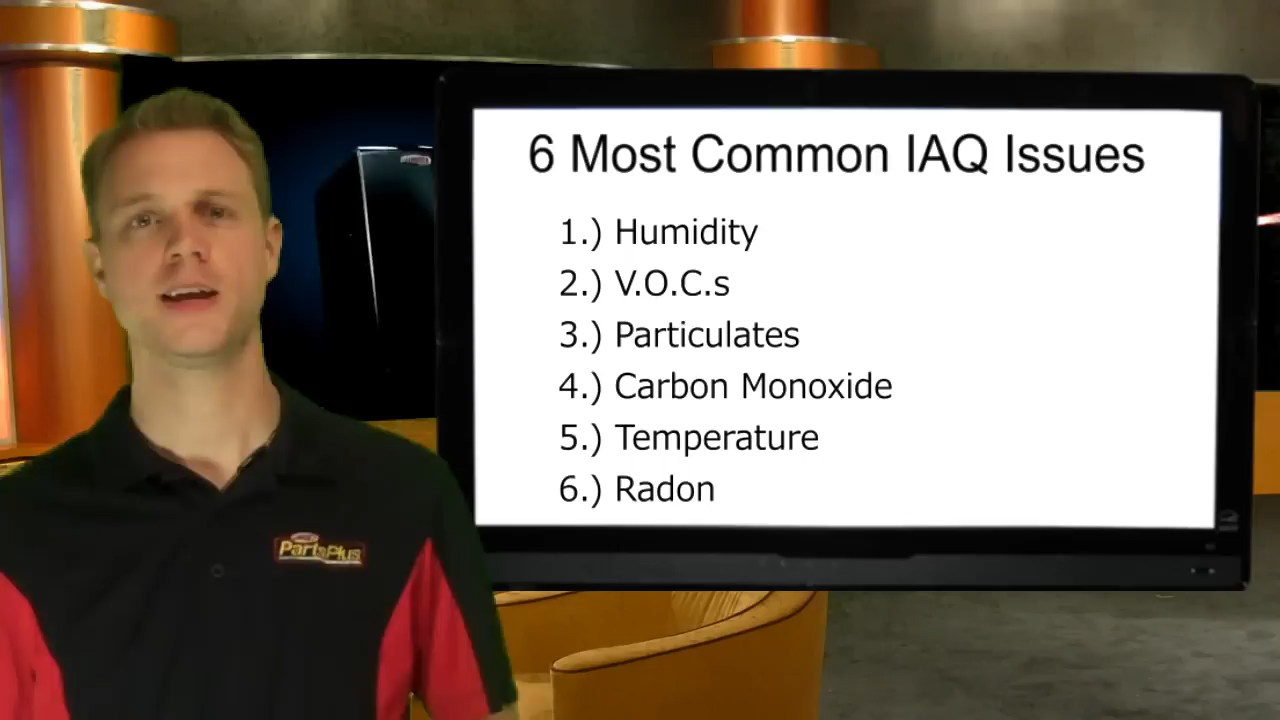 6 Most Common IAQ Issues
1.) Humidity
2.) V.O.C.s
3.) Particulates
4.) Carbon Monoxide
5.) Temperature
6.) Radon
PartsPlus